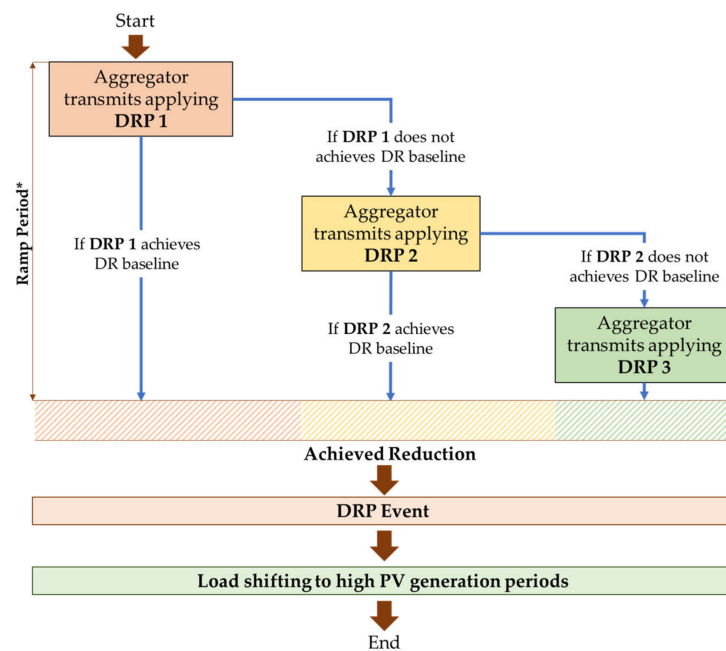 Start
Aggregator
transmits applying
DRP 1
Ramp Period*
If DRP 1 does not
achieves DR baseline
Aggregator
transmits applying
DRP 2
If DRP 1 achieves
DR baseline
If DRP 2 does not
achieves DR baseline
If DRP 2 achieves
DR baseline
Aggregator
transmits applying
DRP 3
Achieved Reduction
DRP Event
Load shifting to high PV generation periods
End